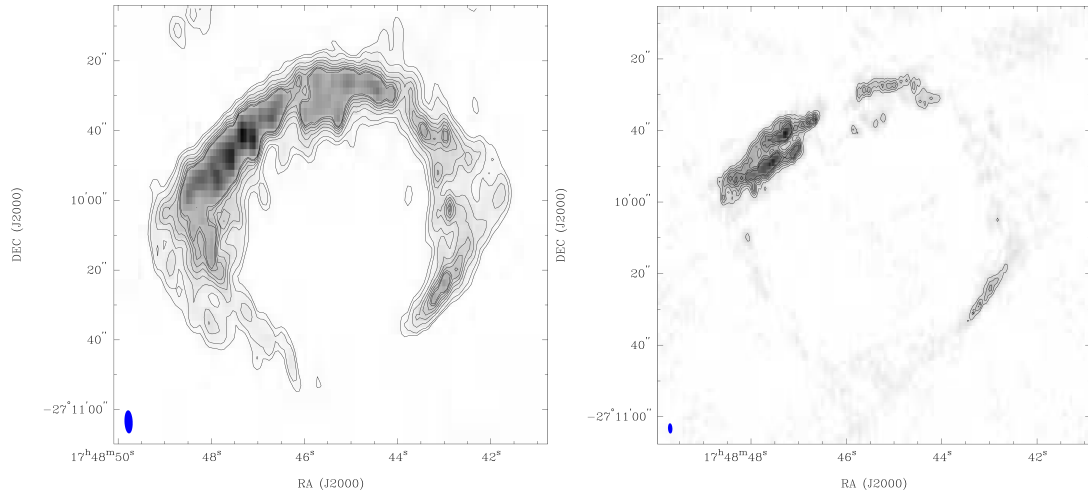 20"
40"
10'00"
20"
40"
−27°11'00"
17ʰ48ᵐ50ˢ
48ˢ
46ˢ
44ˢ
42ˢ
RA (J2000)
DEC (J2000)
20"
40"
10'00"
20"
40"
−27°11'00"
17ʰ48ᵐ48ˢ
46ˢ
44ˢ
42ˢ
RA (J2000)
DEC (J2000)